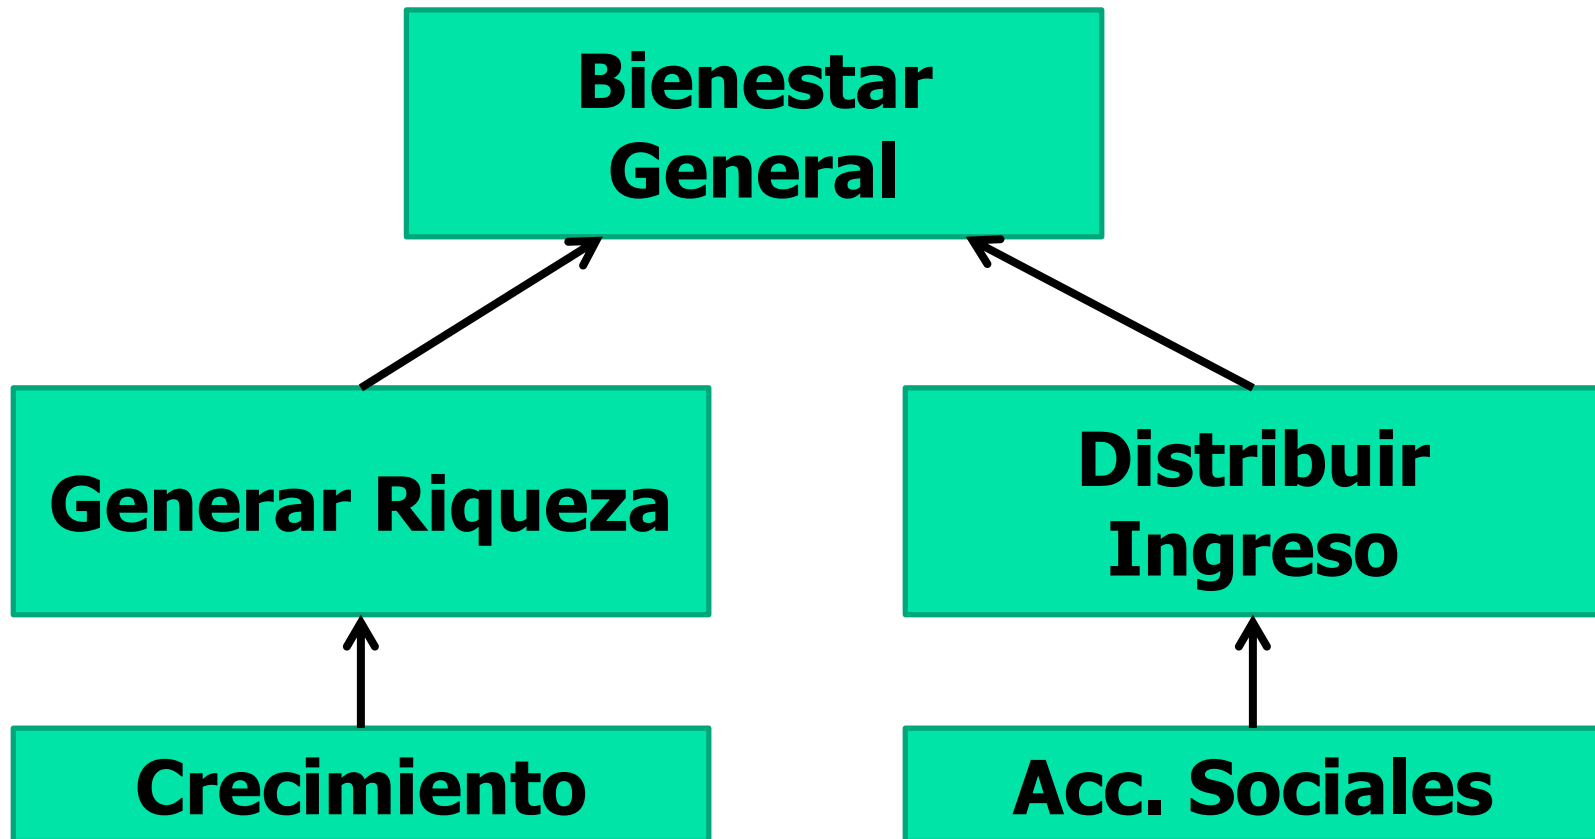 Bienestar
General
Generar Riqueza
Distribuir
Ingreso
Crecimiento
Acc. Sociales